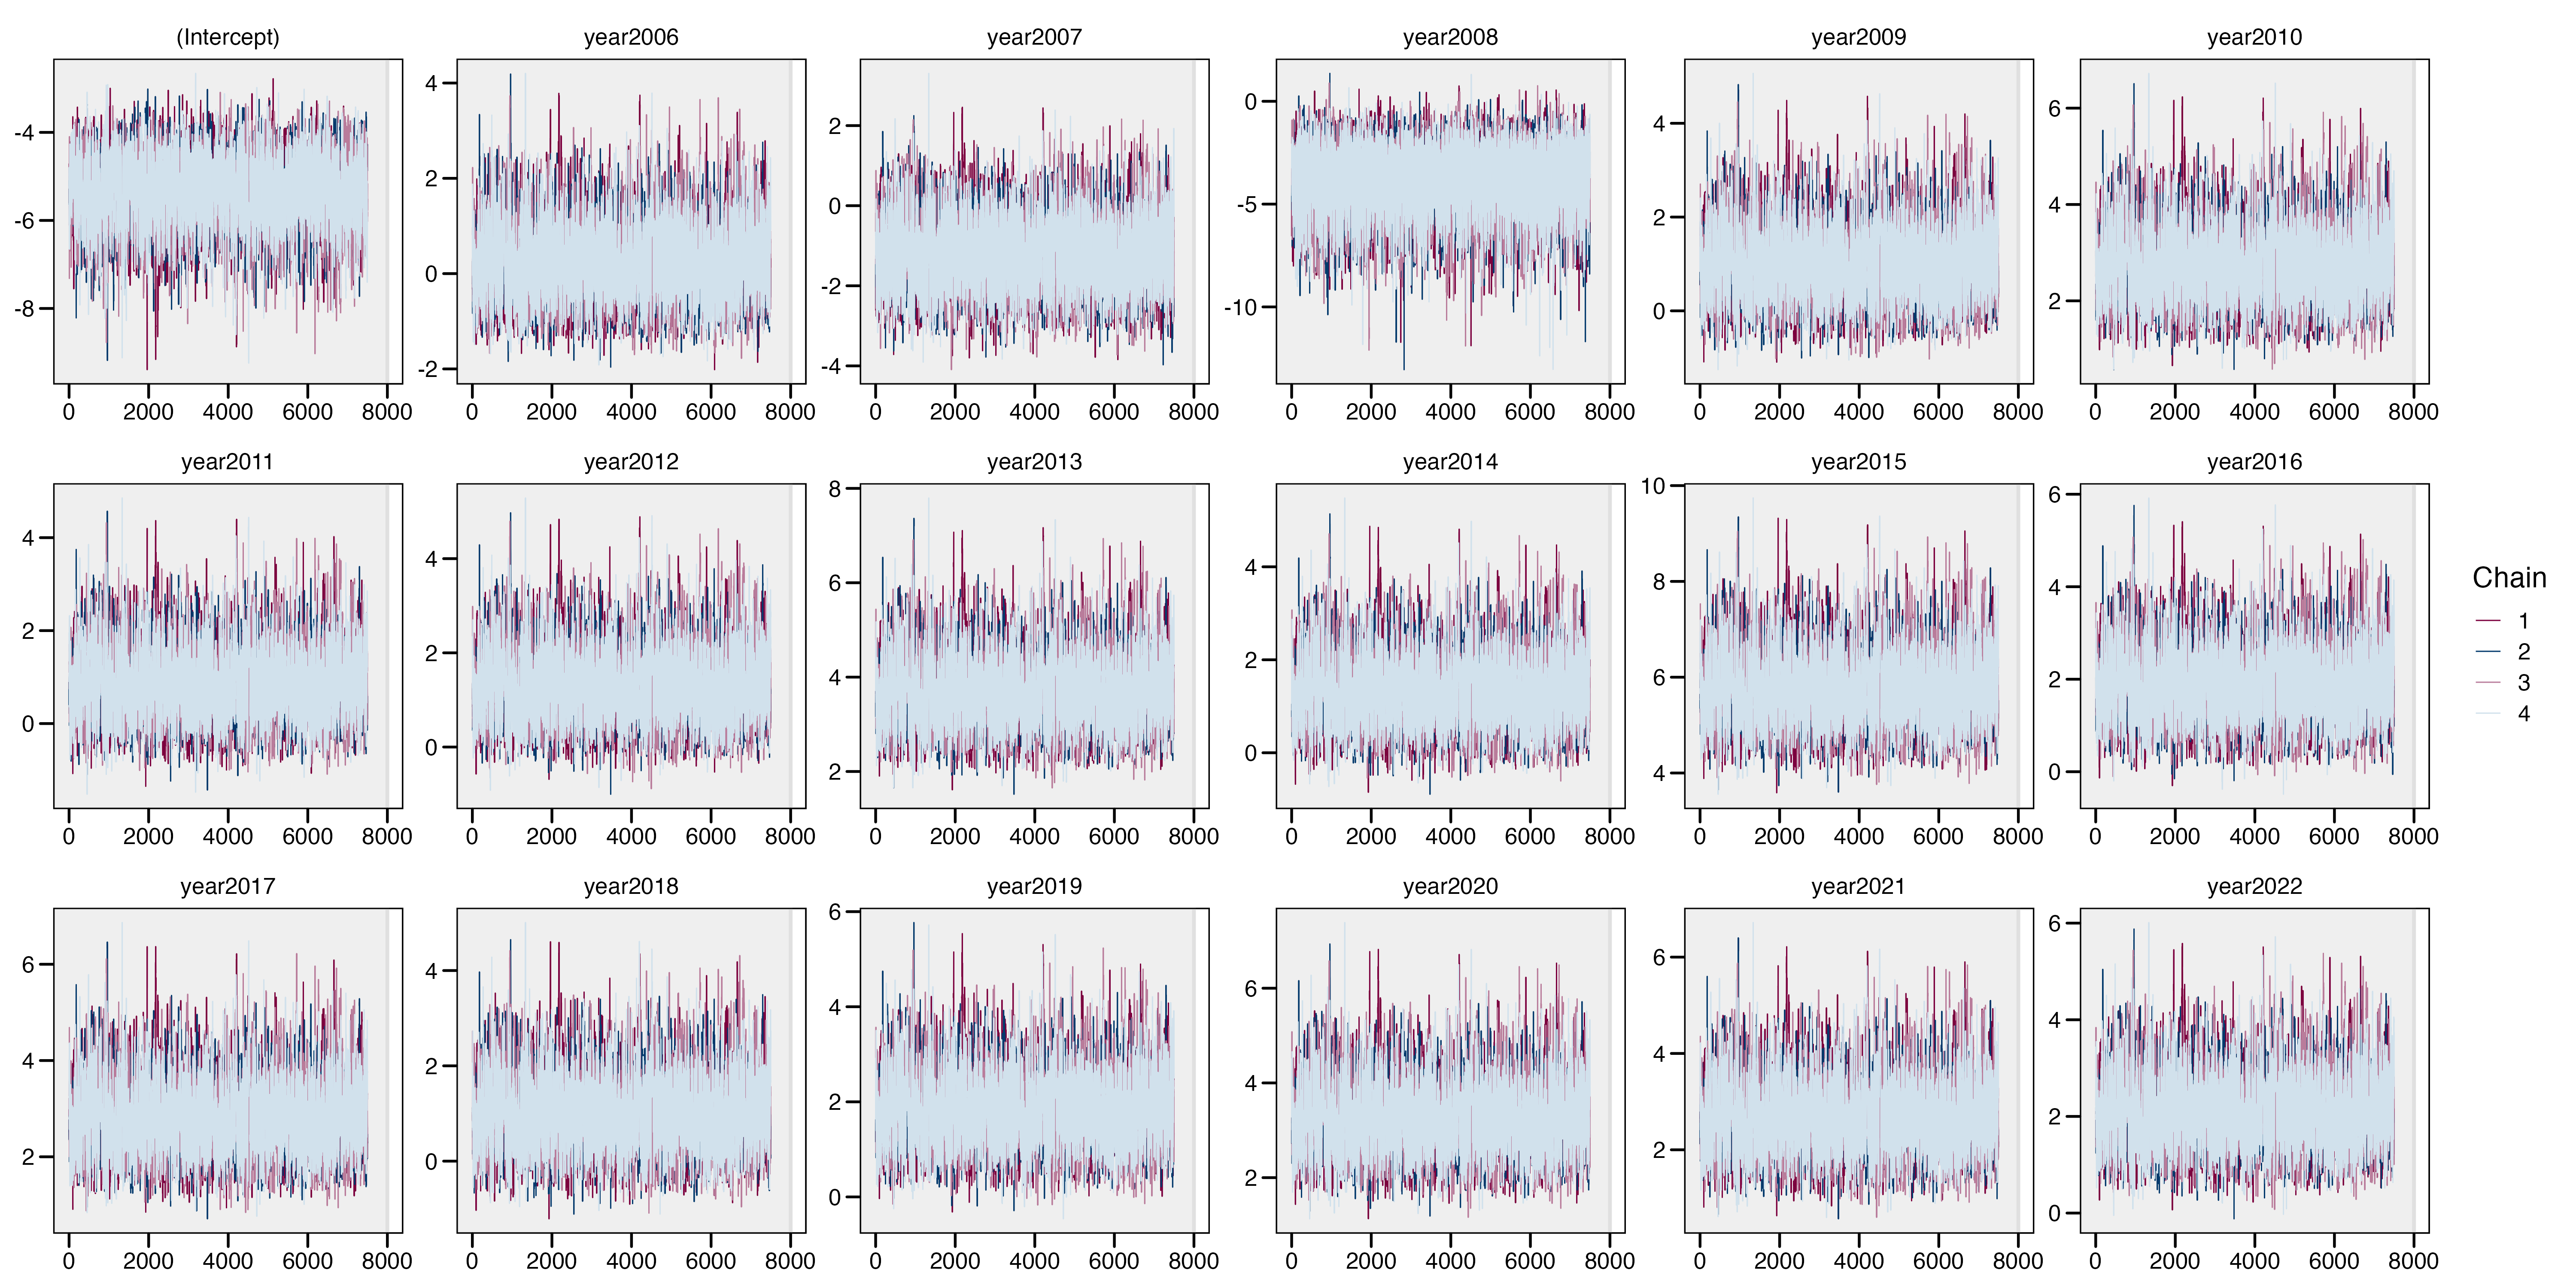 (Intercept) year2006 year2007 year2008 year2009 year2010
-4 -6 -8
4 2 0 -2
2 0 -2 -4
0 -5 -10
4 2 0
6 4 2
0 2000 4000 6000 8000 0 2000 4000 6000 8000 0 2000 4000 6000 8000 0 2000 4000 6000 8000 0 2000 4000 6000 8000 0 2000 4000 6000 8000
year2011 year2012 year2013 year2014 year2015 year2016
4 2 0
4 2 0
8 6 4 2
4 2 0
10 8 6 4
6 4 2 0
0 2000 4000 6000 8000 0 2000 4000 6000 8000 0 2000 4000 6000 8000 0 2000 4000 6000 8000 0 2000 4000 6000 8000 0 2000 4000 6000 8000
year2017 year2018 year2019 year2020 year2021 year2022
6 4 2
4 2 0
6 4 2 0
6 4 2
6 4 2
6 4 2 0
0 2000 4000 6000 8000 0 2000 4000 6000 8000 0 2000 4000 6000 8000 0 2000 4000 6000 8000 0 2000 4000 6000 8000 0 2000 4000 6000 8000
Chain
1
2
3
4